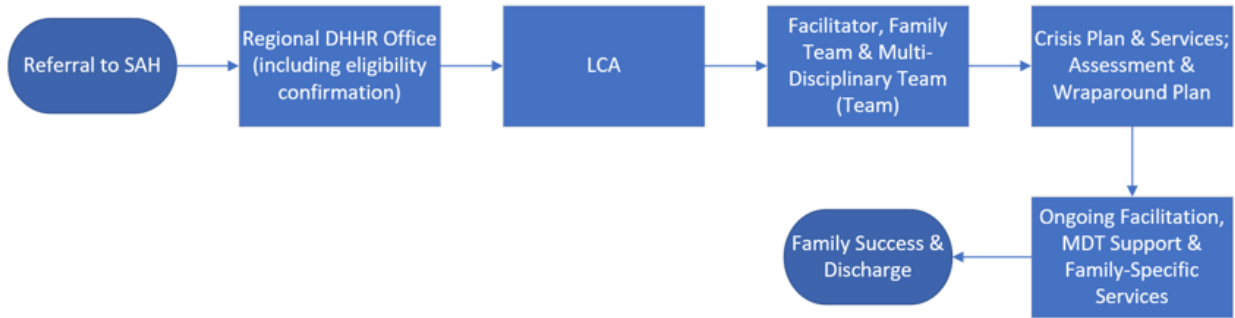 Referral to SAH
Regional DHHR Office
(including eligibility
confirmation)
LCA
Facilitator, Family
Team & Multi-
Disciplinary Team
(Team)
Crisis Plan & Services;
Assessment &
Wraparound Plan
Ongoing Facilitation,
MDT Support &
Family-Specific
Services
Family Success &
Discharge